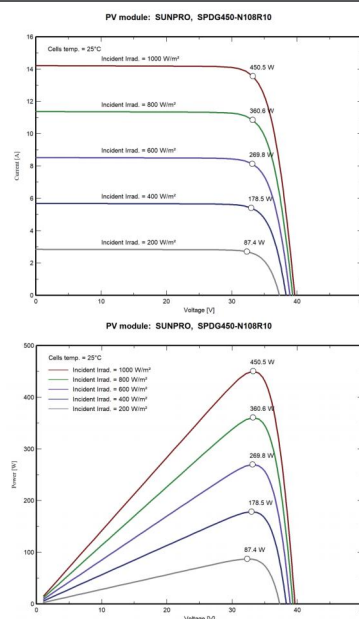 PV module: SUNPRO, SPDG450-N108R10
16
14
12
10
8
6
4
2
0
Current [A]
Cells temp. = 25°C
Incident Irrad. = 1000 W/m²
450.5 W
Incident Irrad. = 800 W/m²
360.6 W
Incident Irrad. = 600 W/m²
269.8 W
Incident Irrad. = 400 W/m²
178.5 W
Incident Irrad. = 200 W/m²
87.4 W
0
10
20
30
40
Voltage [V]
PV module: SUNPRO, SPDG450-N108R10
500
400
300
200
100
0
Power [W]
Cells temp. = 25°C
Incident Irrad. = 1000 W/m²
Incident Irrad. = 800 W/m²
Incident Irrad. = 600 W/m²
Incident Irrad. = 400 W/m²
Incident Irrad. = 200 W/m²
450.5 W
360.6 W
269.8 W
178.5 W
87.4 W
0
10
20
30
40
Voltage [V]